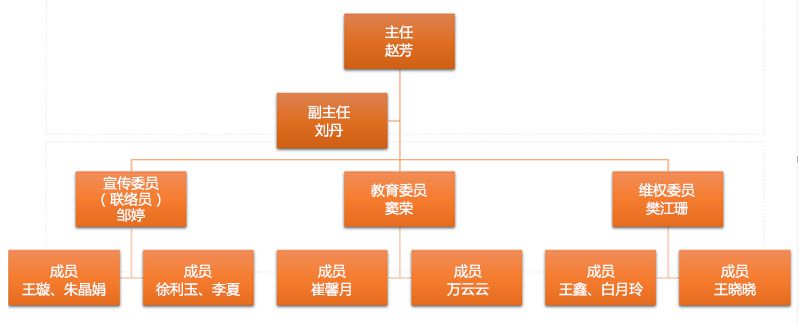 主任
赵芳
副主任
刘丹
宣传委员
（联络员）
邹婷
教育委员
窦荣
维权委员
樊江珊
成员
王璇、朱晶娟
成员
徐利玉、李夏
成员
崔馨月
成员
万云云
成员
王鑫、白月玲
成员
王晓晓